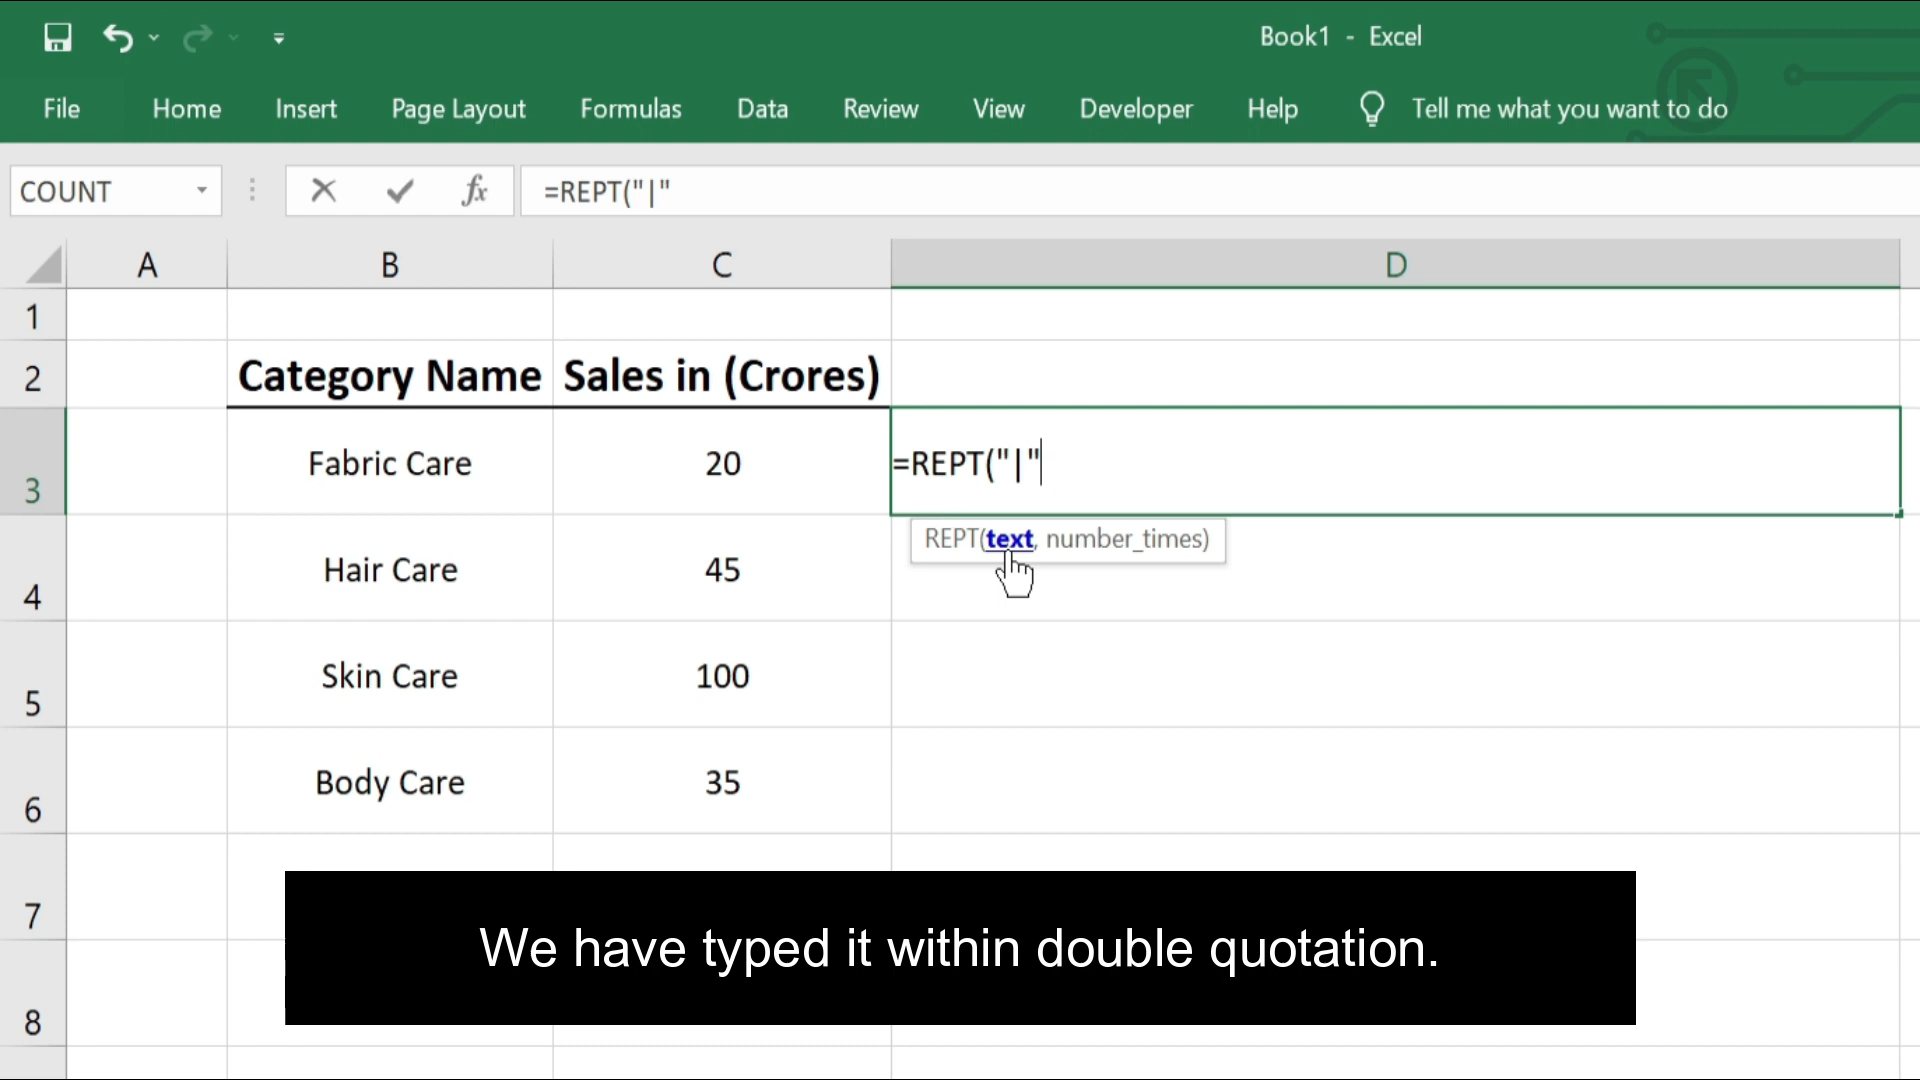 Book1 - Excel
File Home Insert Page Layout Formulas Data Review View Developer Help Tell me what you want to do
COUNT fx =REPT("|"
A B C D
1
2 Category Name Sales in (Crores)
3 Fabric Care 20 =REPT("|"
REPT(text, number_times)
4 Hair Care 45
5 Skin Care 100
6 Body Care 35
7
We have typed it within double quotation.
8